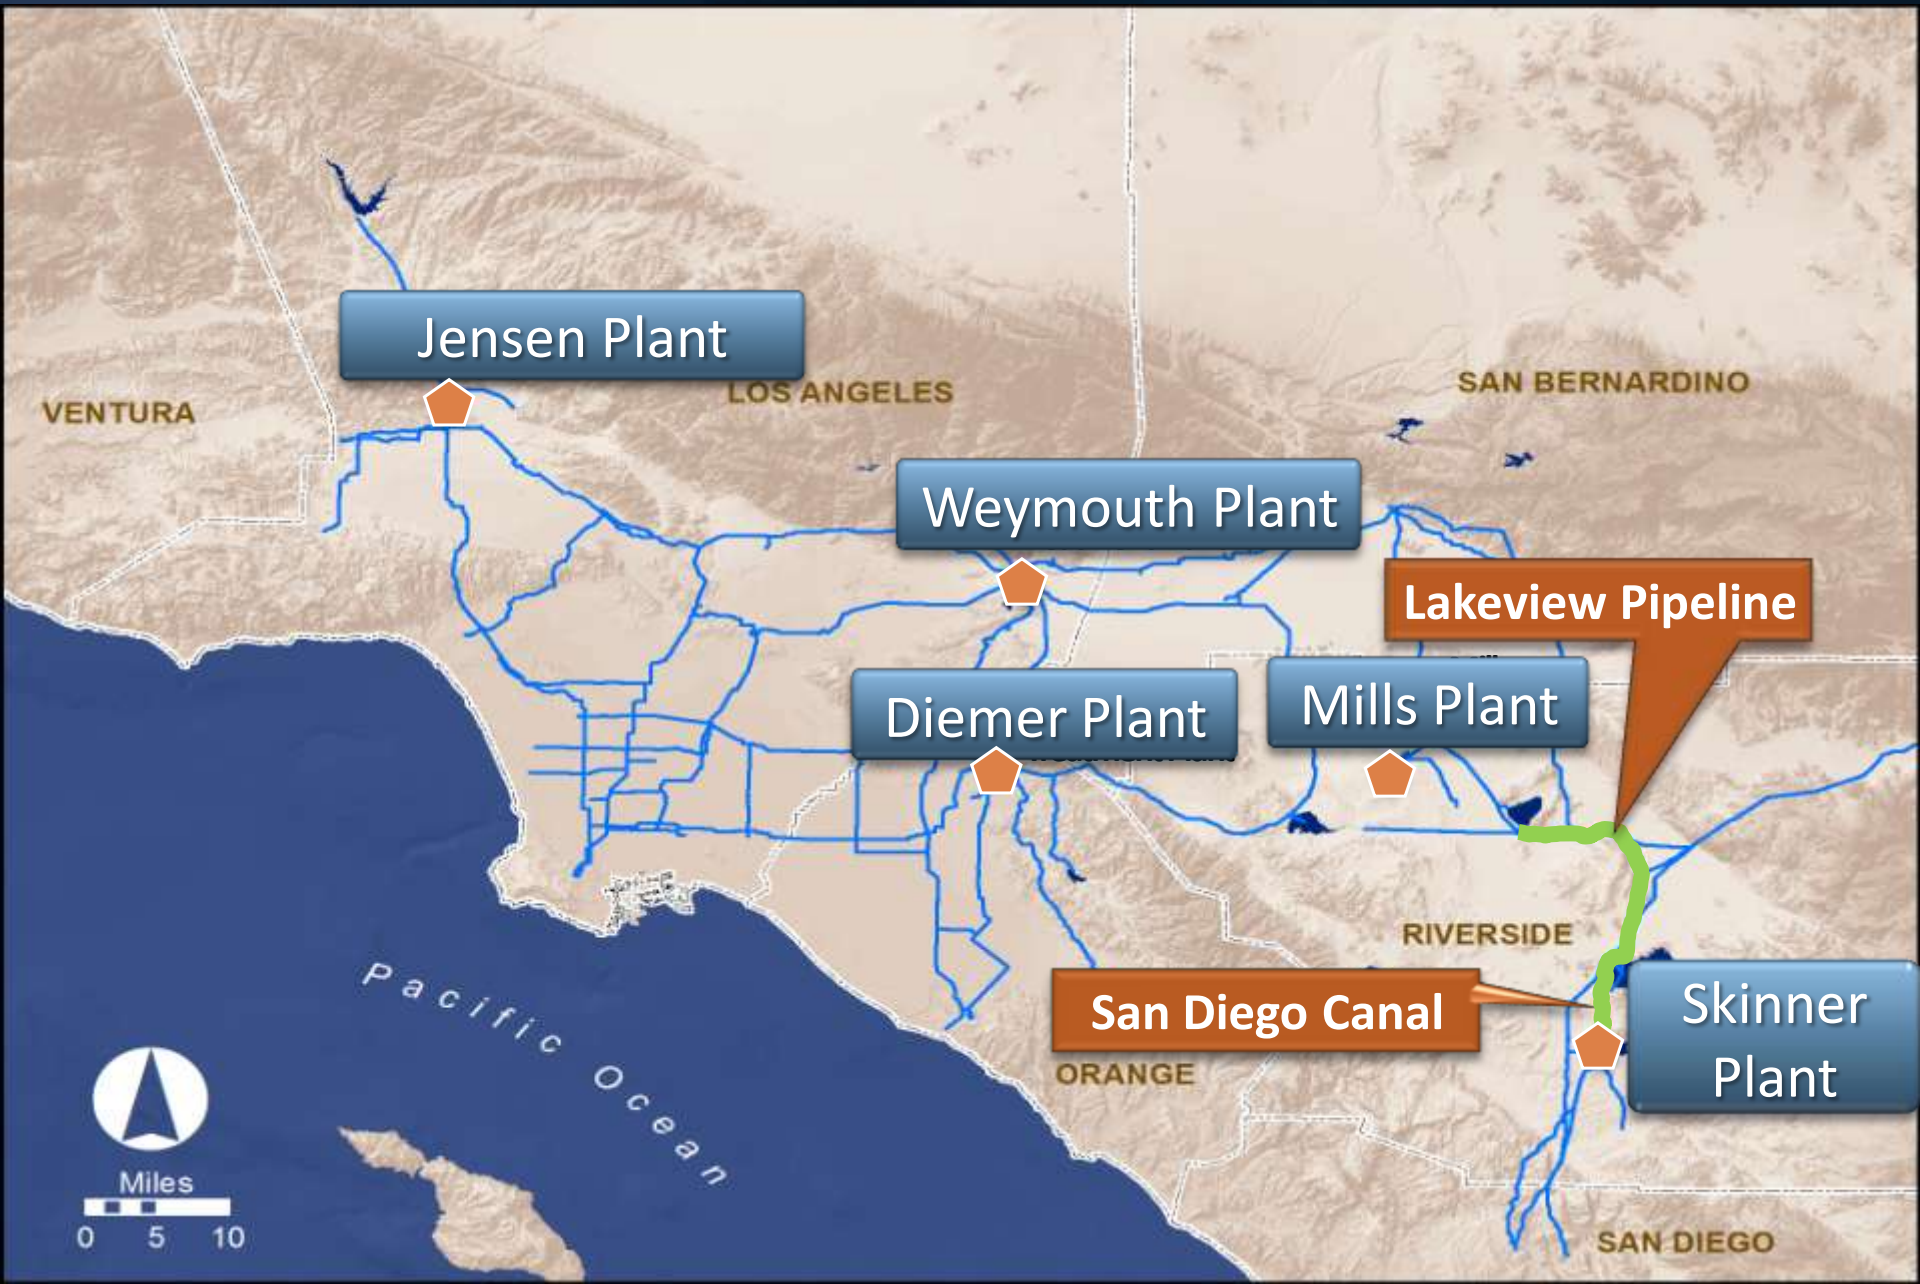 Jensen Plant
LOS ANGELES
SAN BERNARDINO
VENTURA
Weymouth Plant
Lakeview Pipeline
Diemer Plant
Mills Plant
RIVERSIDE
Pacific Ocean
San Diego Canal
Skinner
Plant
ORANGE
Miles
0 5 10
SAN DIEGO